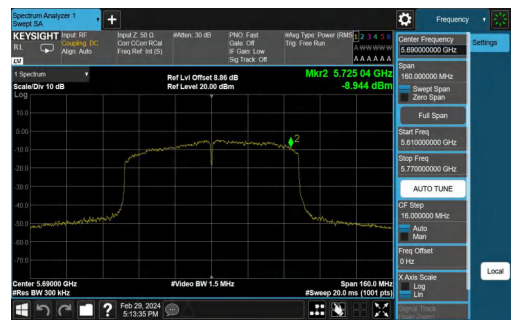 Spectrum Analyzer 1
Swept SA
+
Frequency
KEYSIGHT
Input: RF
Coupling: DC
Align: Auto
Input Z: 50 Ω
Corr CCorr RCal
Freq Ref: Int (S)
#Atten: 30 dB
PNO: Fast
Gate: Off
IF Gain: Low
Sig Track: Off
#Avg Type: Power (RMS
Trig: Free Run
1 2 3 4 5 6
A W W W W W
A A A A A A
RL
LV
Center Frequency
5.690000000 GHz
Settings
1 Spectrum
Scale/Div 10 dB
Log
Ref Lvl Offset 8.86 dB
Ref Level 20.00 dBm
Mkr2 5.725 04 GHz
-8.944 dBm
Span
160.000000 MHz
Swept Span
Zero Span
Full Span
Start Freq
5.610000000 GHz
Stop Freq
5.770000000 GHz
AUTO TUNE
CF Step
16.000000 MHz
Auto
Man
Freq Offset
0 Hz
X Axis Scale
Log
Lin
Signal Track
Local
10.0
0.00
-10.0
-20.0
-30.0
-40.0
-50.0
-60.0
-70.0
2
Center 5.69000 GHz
#Res BW 300 kHz
#Video BW 1.5 MHz
Span 160.0 MHz
#Sweep 20.0 ms (1001 pts)
?
Feb 29, 2024
5:13:35 PM